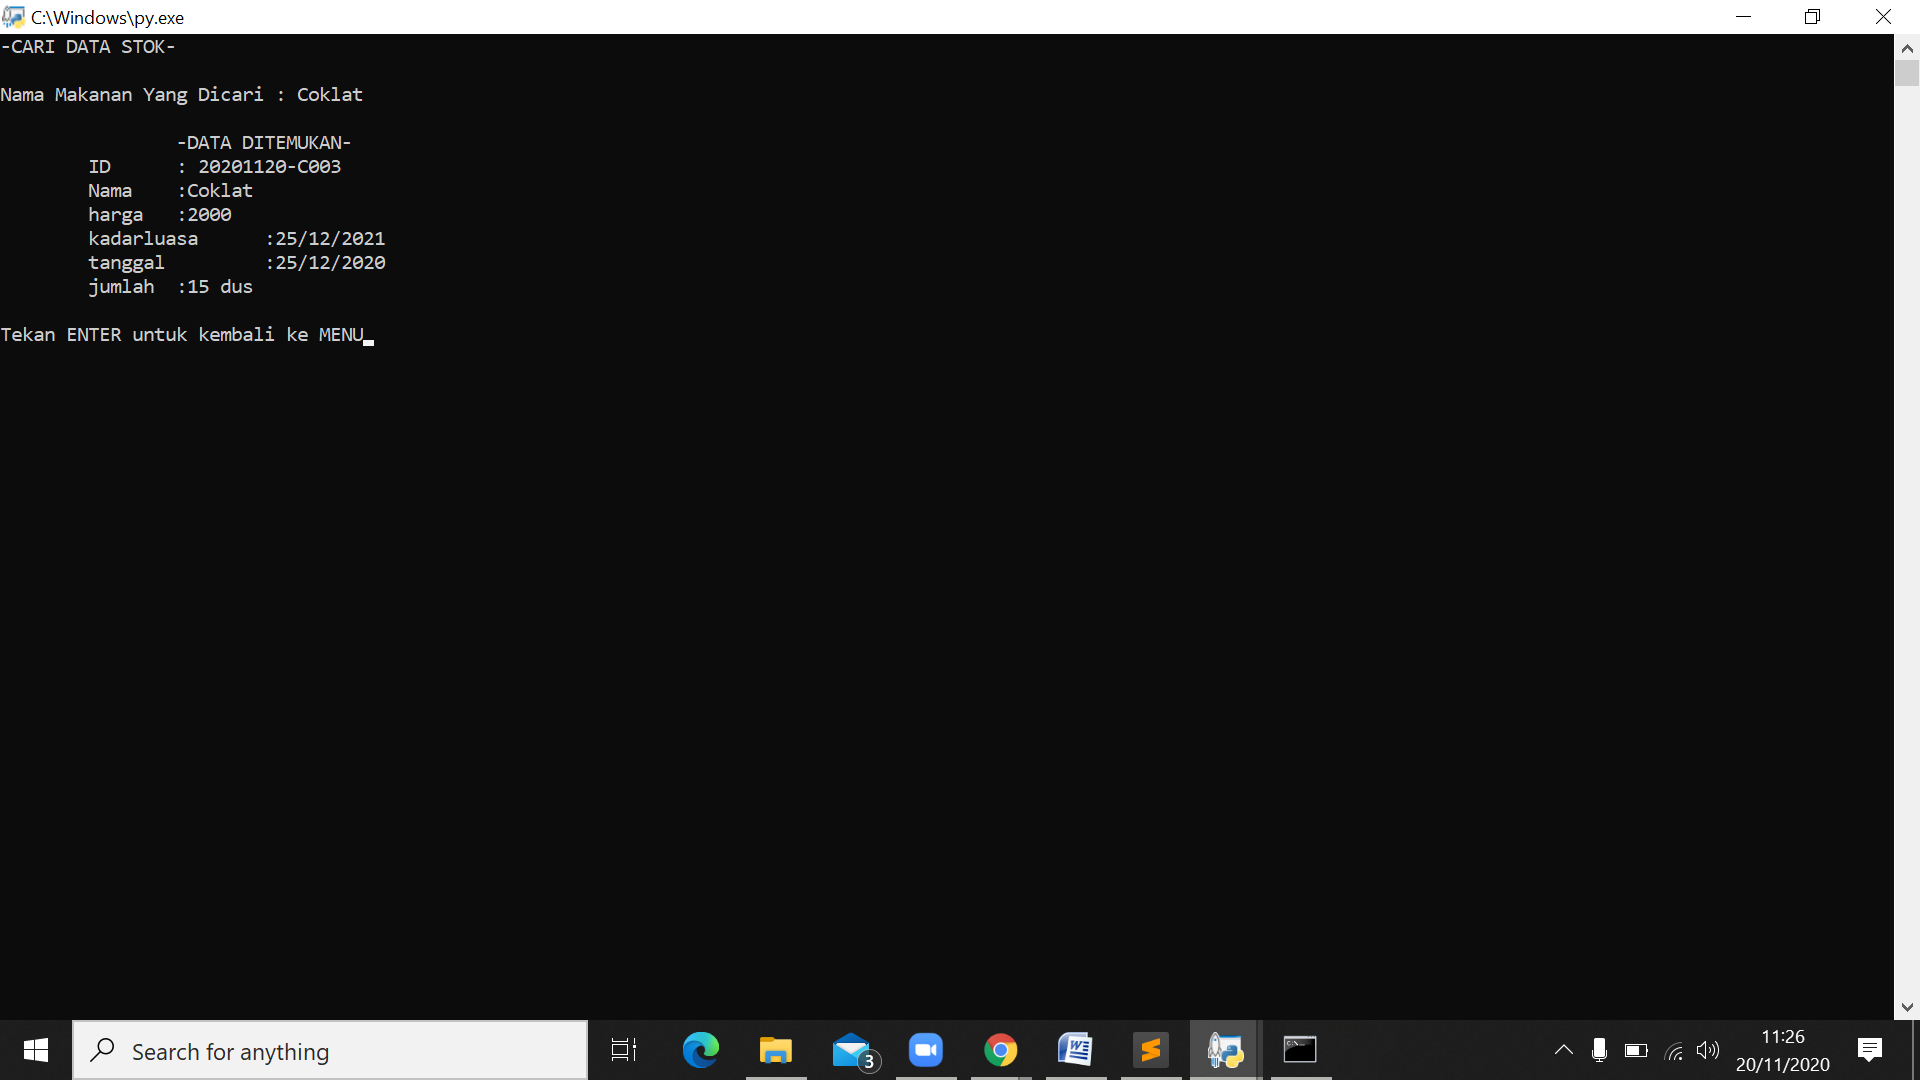 C:\Windows\py.exe
-CARI DATA STOK-
Nama Makanan Yang Dicari : Coklat
-DATA DITEMUKAN-
ID : 20201120-C003
Nama :Coklat
harga :2000
kadarluasa :25/12/2021
tanggal :25/12/2020
jumlah :15 dus
Tekan ENTER untuk kembali ke MENU
Search for anything
3
11:26
20/11/2020